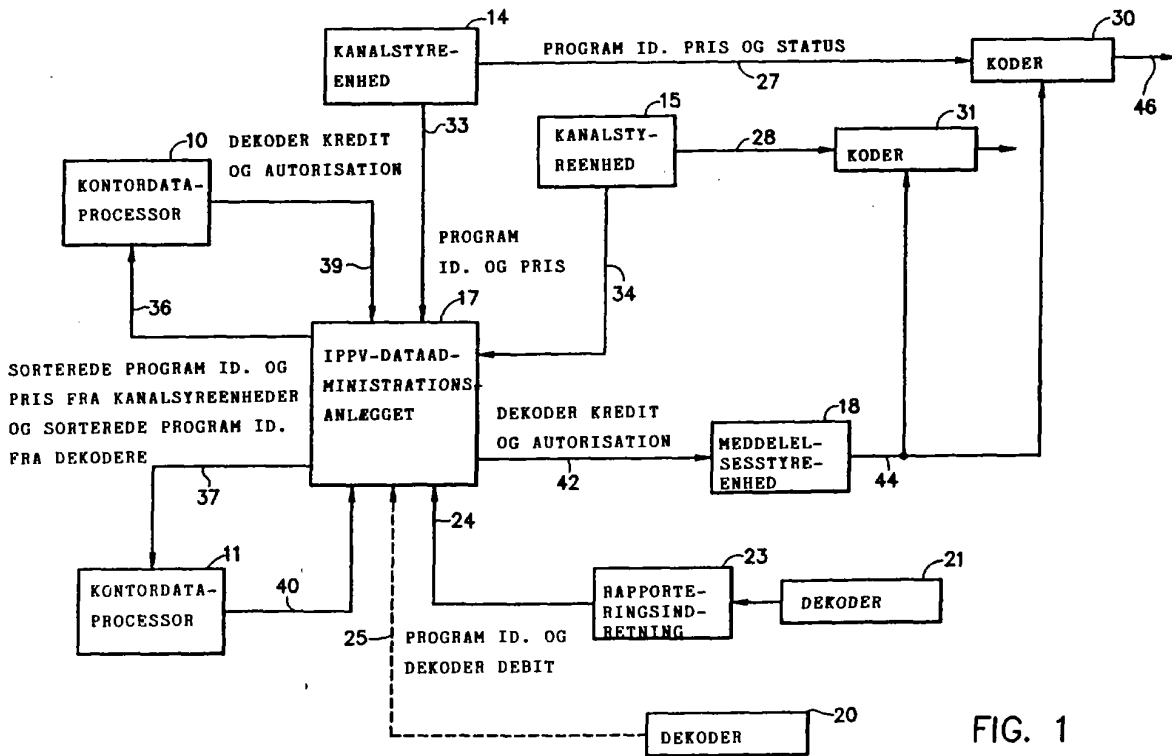 14
KANALSTYRE-
ENHED
PROGRAM ID. PRIS OG STATUS
27
30
KODER
46
33
15
KANALSTY-
REENHED
28
31
KODER
10
KONTORDATA-
PROCESSOR
DEKODER KREDIT
OG AUTORISATION
39
PROGRAM
ID. OG PRIS
34
36
17
IPPV-DATAAD-
MINISTRATIONS-
ANLÆGGET
SORTEREDE PROGRAM ID. OG
PRIS FRA KANALSYREENHEDER
OG SORTEREDE PROGRAM ID.
FRA DEKODERE
DEKODER KREDIT
OG AUTORISATION
42
18
MEDDELEL-
SESSTYRE-
ENHED
44
37
24
11
KONTORDATA-
PROCESSOR
40
25
PROGRAM ID. OG
DEKODER DEBIT
23
RAPPORTE-
RINGSIND-
RETNING
21
DEKODER
20
DEKODER
FIG. 1